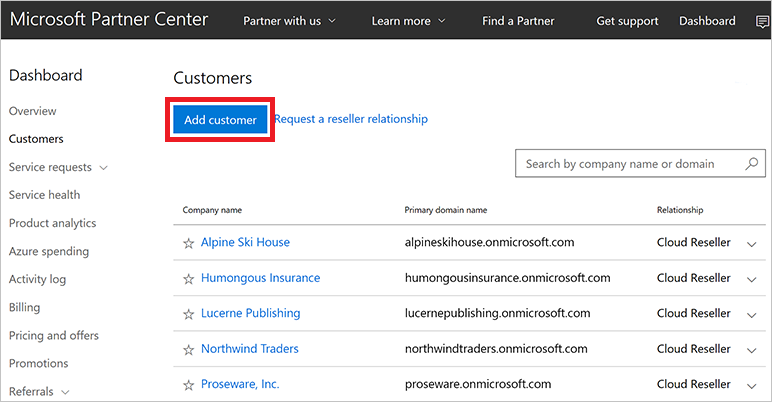 Microsoft Partner Center Partner with us Learn more Find a Partner Get support Dashboard
Dashboard
Overview
Customers
Service requests
Service health
Product analytics
Azure spending
Activity log
Billing
Pricing and offers
Promotions
Referrals
Customers
Add customer Request a reseller relationship
Search by company name or domain
Company name Primary domain name Relationship
Alpine Ski House alpineskihouse.onmicrosoft.com Cloud Reseller
Humongous Insurance humongousinsurance.onmicrosoft.com Cloud Reseller
Lucerne Publishing lucernepublishing.onmicrosoft.com Cloud Reseller
Northwind Traders northwindtraders.onmicrosoft.com Cloud Reseller
Proseware, Inc. proseware.onmicrosoft.com Cloud Reseller